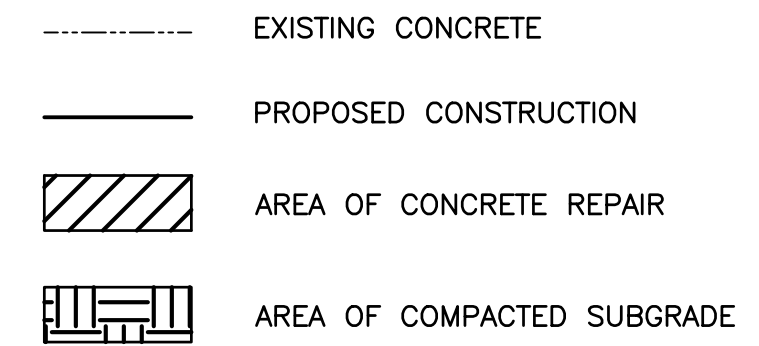 EXISTING CONCRETE
PROPOSED CONSTRUCTION
AREA OF CONCRETE REPAIR
AREA OF COMPACTED SUBGRADE